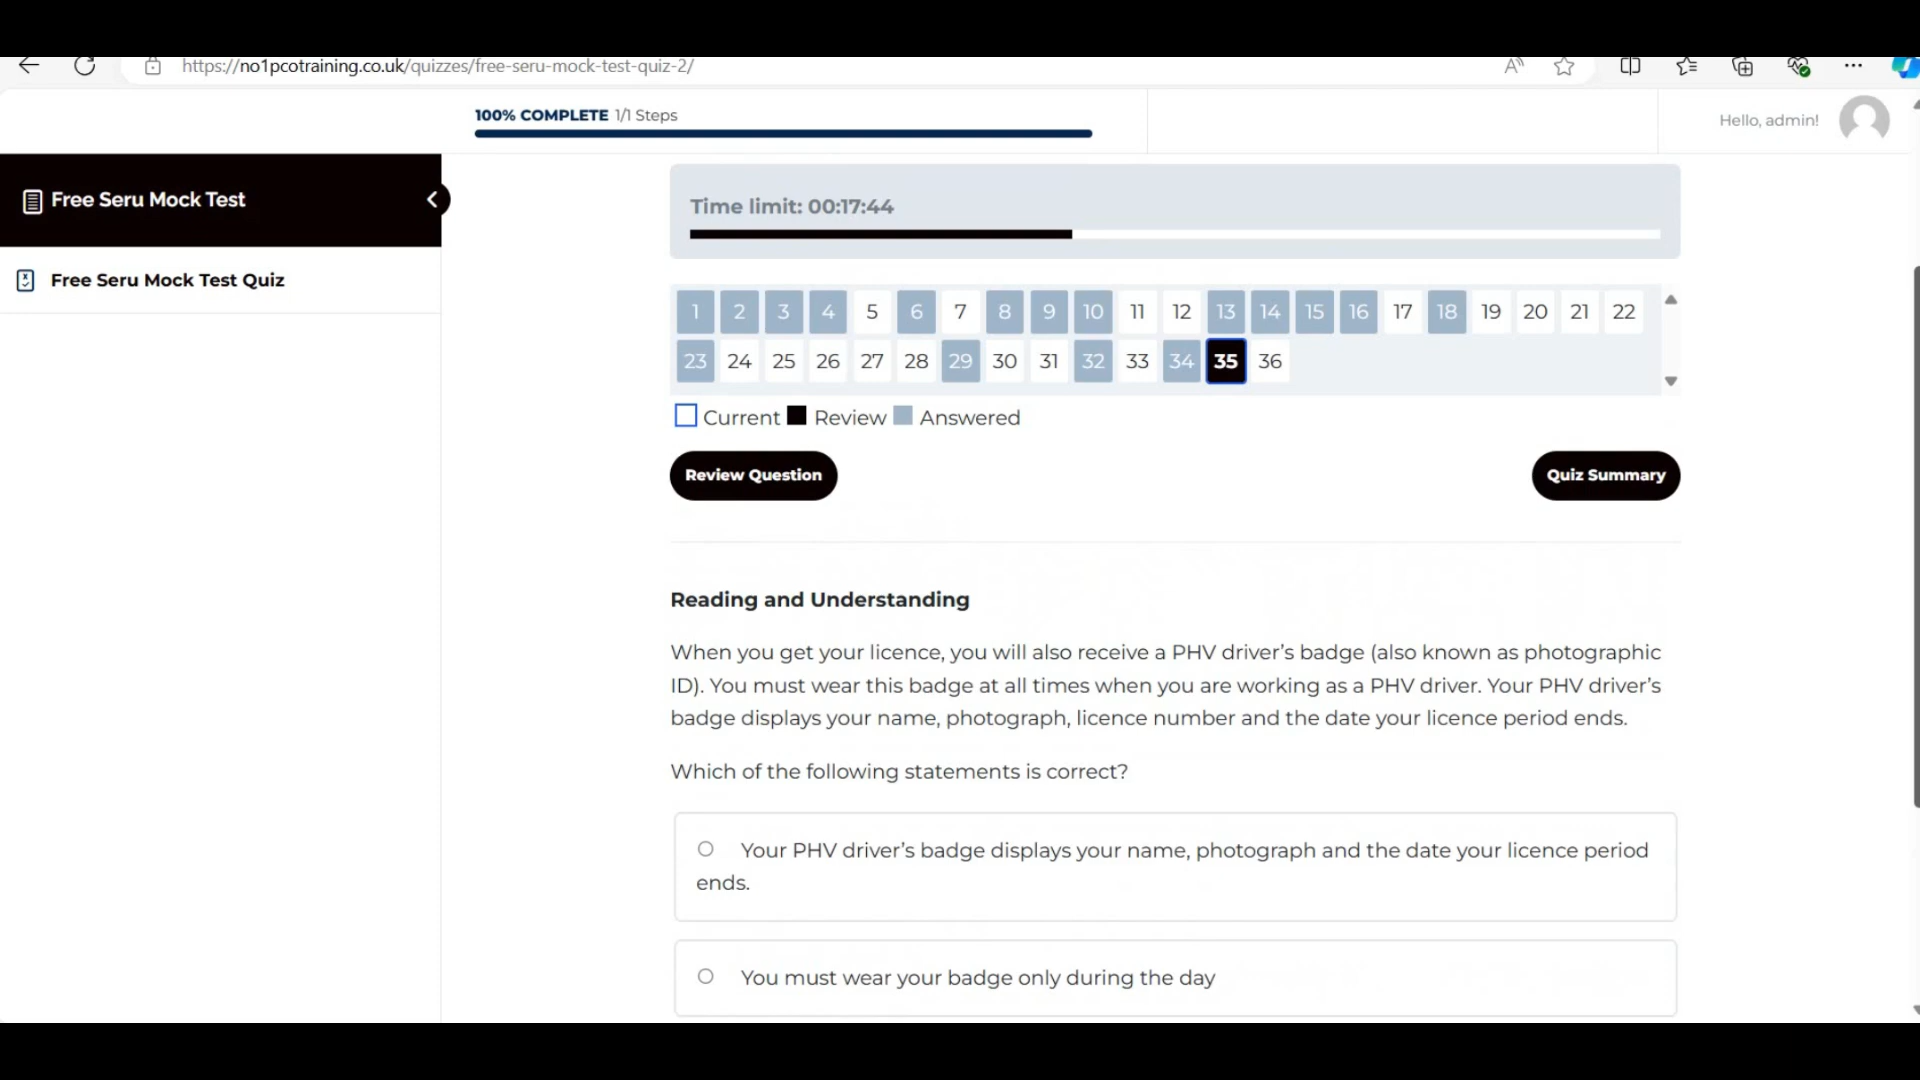 https://no1pcotraining.co.uk/quizzes/free-seru-mock-test-quiz-2/
100% COMPLETE 1/1 Steps
Hello, admin!
Free Seru Mock Test
Free Seru Mock Test Quiz
Time limit: 00:17:44
1 2 3 4 5 6 7 8 9 10 11 12 13 14 15 16 17 18 19 20 21 22
23 24 25 26 27 28 29 30 31 32 33 34 35 36
Current Review Answered
Review Question
Quiz Summary
Reading and Understanding
When you get your licence, you will also receive a PHV driver’s badge (also known as photographic
ID). You must wear this badge at all times when you are working as a PHV driver. Your PHV driver’s
badge displays your name, photograph, licence number and the date your licence period ends.
Which of the following statements is correct?
Your PHV driver’s badge displays your name, photograph and the date your licence period
ends.
You must wear your badge only during the day